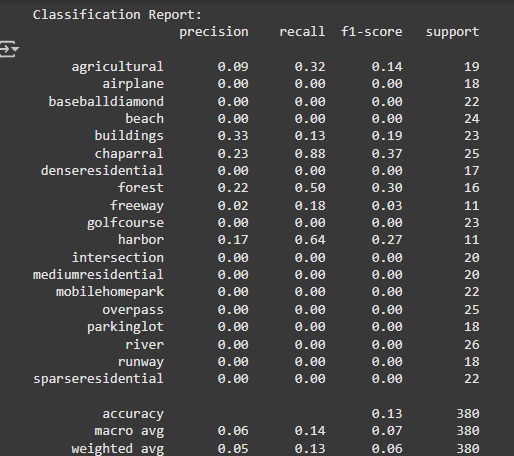 Classification Report:
precision recall f1-score support
agricultural 0.09 0.32 0.14 19
airplane 0.00 0.00 0.00 18
baseballdiamond 0.00 0.00 0.00 22
beach 0.00 0.00 0.00 24
buildings 0.33 0.13 0.19 23
chaparral 0.23 0.88 0.37 25
denseresidential 0.00 0.00 0.00 17
forest 0.22 0.50 0.30 16
freeway 0.02 0.18 0.03 11
golfcourse 0.00 0.00 0.00 23
harbor 0.17 0.64 0.27 11
intersection 0.00 0.00 0.00 20
mediumresidential 0.00 0.00 0.00 20
mobilehomepark 0.00 0.00 0.00 22
overpass 0.00 0.00 0.00 25
parkinglot 0.00 0.00 0.00 18
river 0.00 0.00 0.00 26
runway 0.00 0.00 0.00 18
sparseresidential 0.00 0.00 0.00 22
accuracy 0.13 380
macro avg 0.06 0.14 0.07 380
weighted avg 0.05 0.13 0.06 380